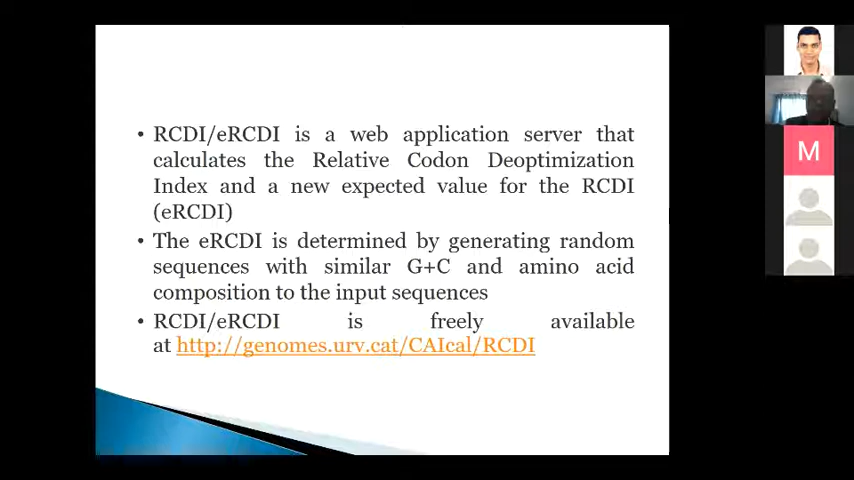 • RCDI/eRCDI is a web application server that
calculates the Relative Codon Deoptimization
Index and a new expected value for the RCDI
(eRCDI)
• The eRCDI is determined by generating random
sequences with similar G+C and amino acid
composition to the input sequences
• RCDI/eRCDI is freely available
at http://genomes.urv.cat/CAIcal/RCDI
M